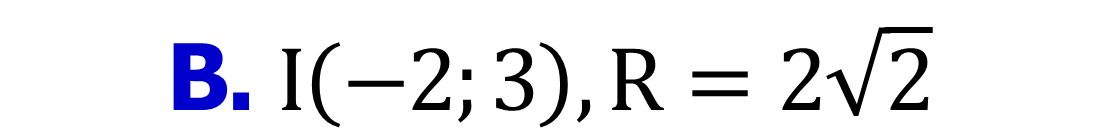 B. I(−2; 3), R = 2√2